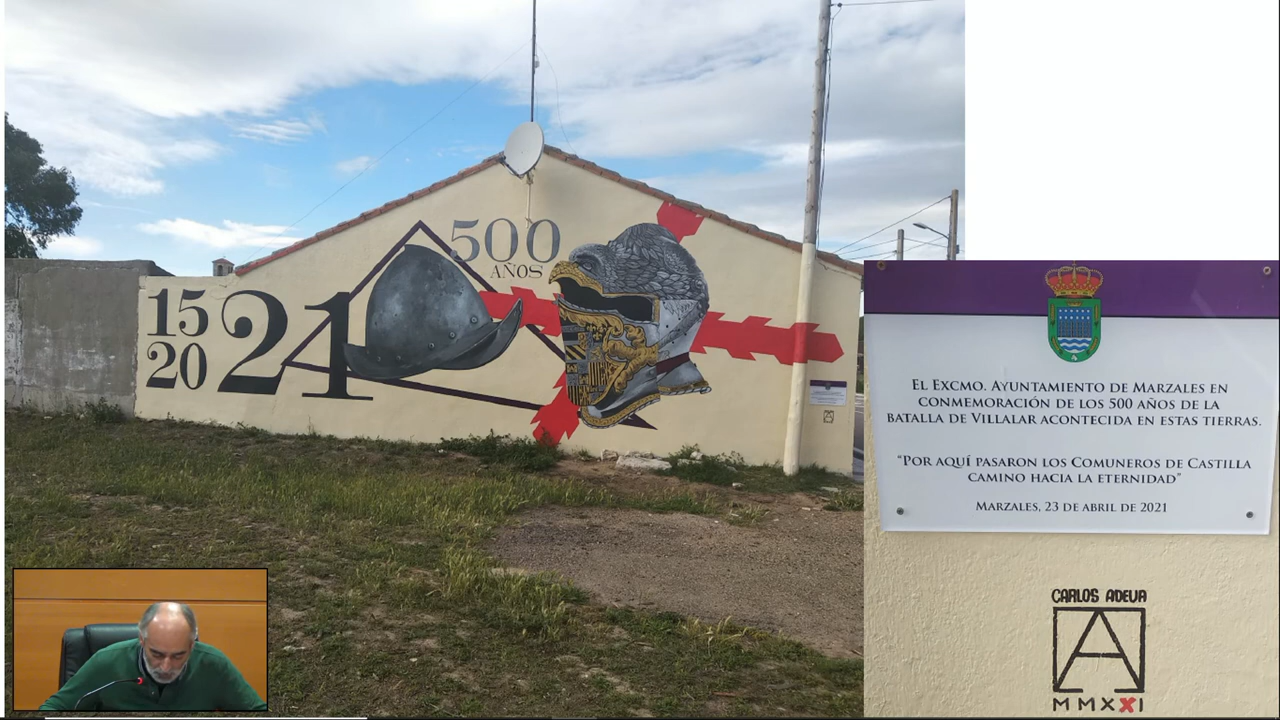 500
AÑOS
15
20
21
EL EXCMO. AYUNTAMIENTO DE MARZALES EN
CONMEMORACIÓN DE LOS 500 AÑOS DE LA
BATALLA DE VILLALAR ACONTECIDA EN ESTAS TIERRAS.
“POR AQUÍ PASARON LOS COMUNEROS DE CASTILLA
CAMINO HACIA LA ETERNIDAD”
MARZALES, 23 DE ABRIL DE 2021
CARLOS ADEVA
A
MMXXI